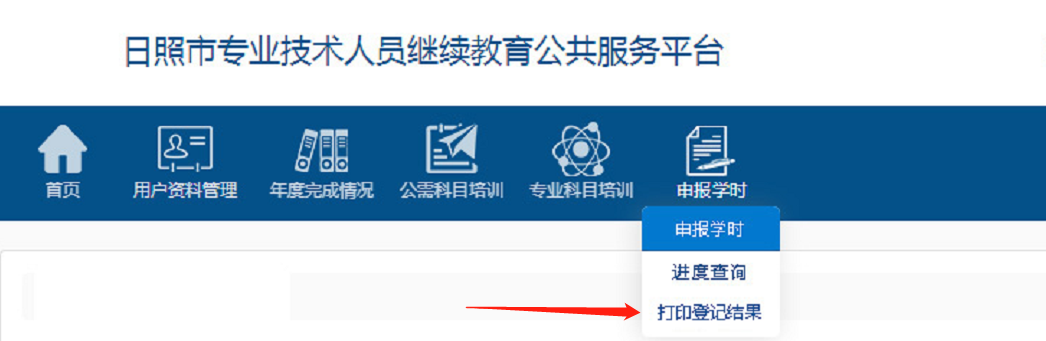 日照市专业技术人员继续教育公共服务平台
首页 用户资料管理 年度完成情况 公需科目培训 专业科目培训 申报学时
申报学时
进度查询
打印登记结果